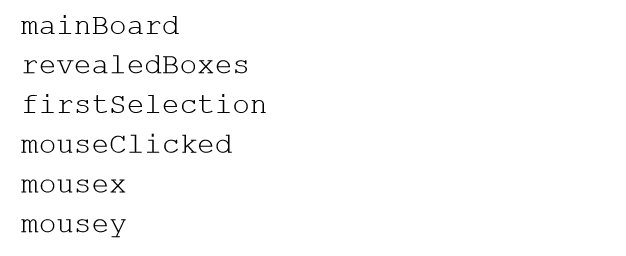 mainBoard
revealedBoxes
firstSelection
mouseClicked
mousex
mousey